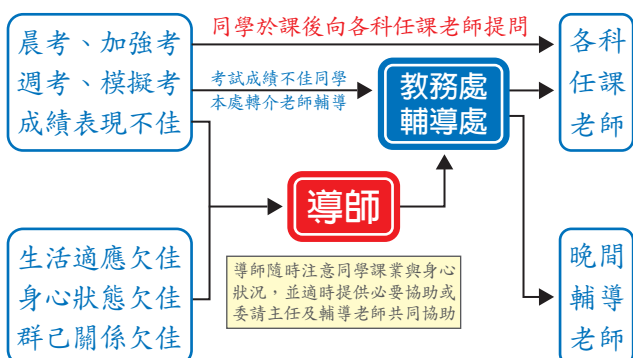 同學於課後向各科任課老師提問
晨考、加強考
週考、模擬考
成績表現不佳
考試成績不佳同學
本處轉介老師輔導
教務處
輔導處
各科
任課
老師
導師
生活適應欠佳
身心狀態欠佳
群己關係欠佳
導師隨時注意同學課業與身心
狀況，並適時提供必要協助或
委請主任及輔導老師共同協助
晚間
輔導
老師